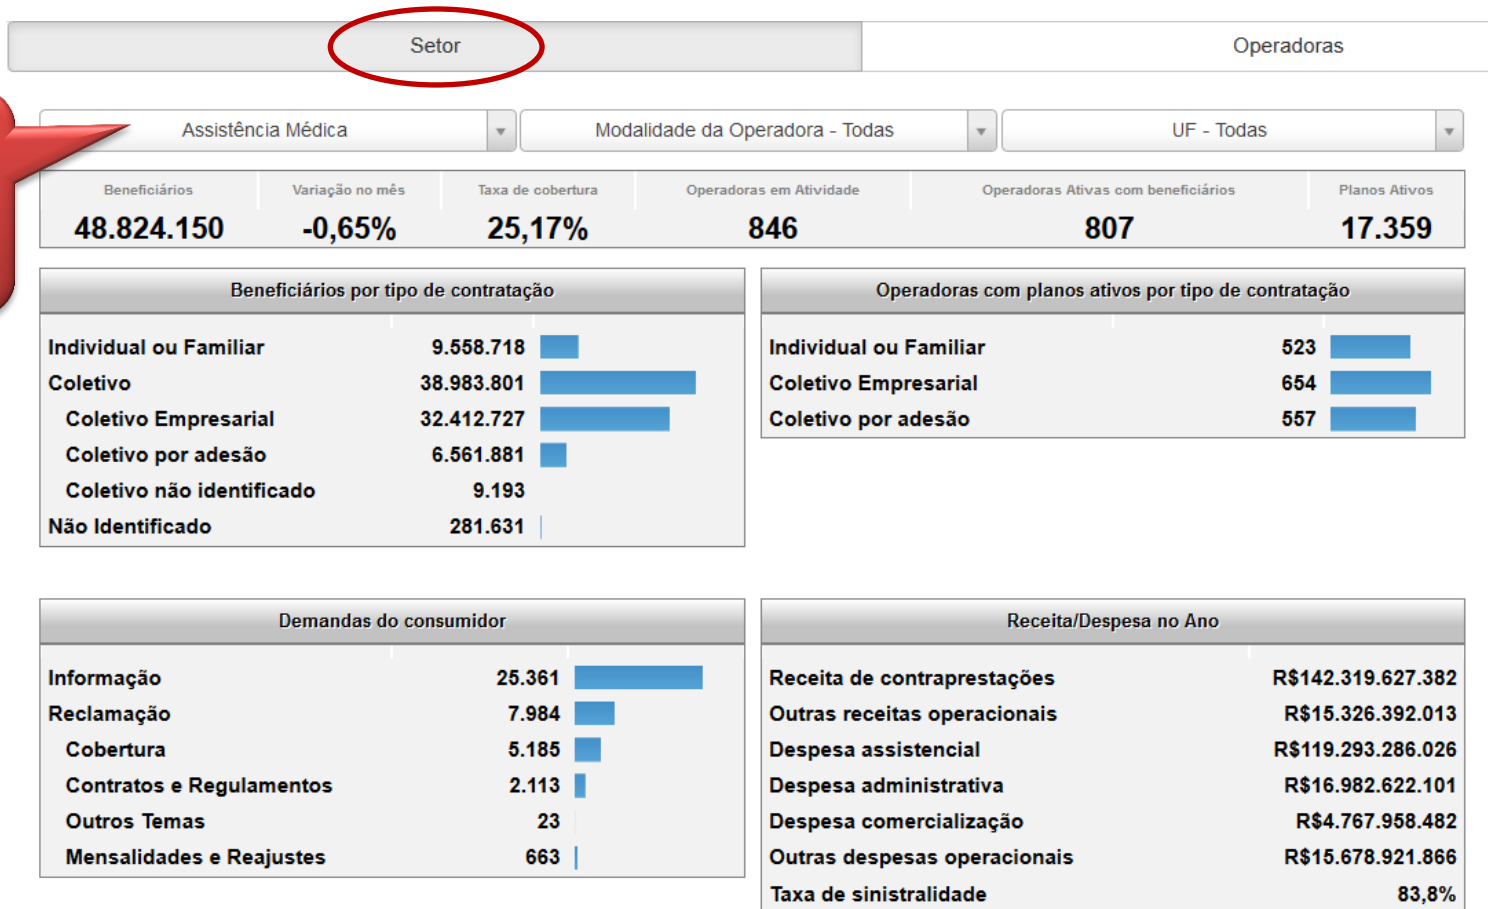 Setor Operadoras
Assistência Médica Modalidade da Operadora - Todas UF - Todas
Beneficiários Variação no mês Taxa de cobertura Operadoras em Atividade Operadoras Ativas com beneficiários Planos Ativos
48.824.150 -0,65% 25,17% 846 807 17.359
Beneficiários por tipo de contratação
Individual ou Familiar 9.558.718
Coletivo 38.983.801
Coletivo Empresarial 32.412.727
Coletivo por adesão 6.561.881
Coletivo não identificado 9.193
Não Identificado 281.631
Operadoras com planos ativos por tipo de contratação
Individual ou Familiar 523
Coletivo Empresarial 654
Coletivo por adesão 557
Demandas do consumidor
Informação 25.361
Reclamação 7.984
Cobertura 5.185
Contratos e Regulamentos 2.113
Outros Temas 23
Mensalidades e Reajustes 663
Receita/Despesa no Ano
Receita de contraprestações R$142.319.627.382
Outras receitas operacionais R$15.326.392.013
Despesa assistencial R$119.293.286.026
Despesa administrativa R$16.982.622.101
Despesa comercialização R$4.767.958.482
Outras despesas operacionais R$15.678.921.866
Taxa de sinistralidade 83,8%